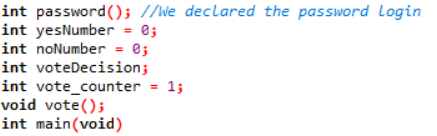 int password(); //We declared the password login
int yesNumber = 0;
int noNumber = 0;
int voteDecision;
int vote_counter = 1;
void vote();
int main(void)